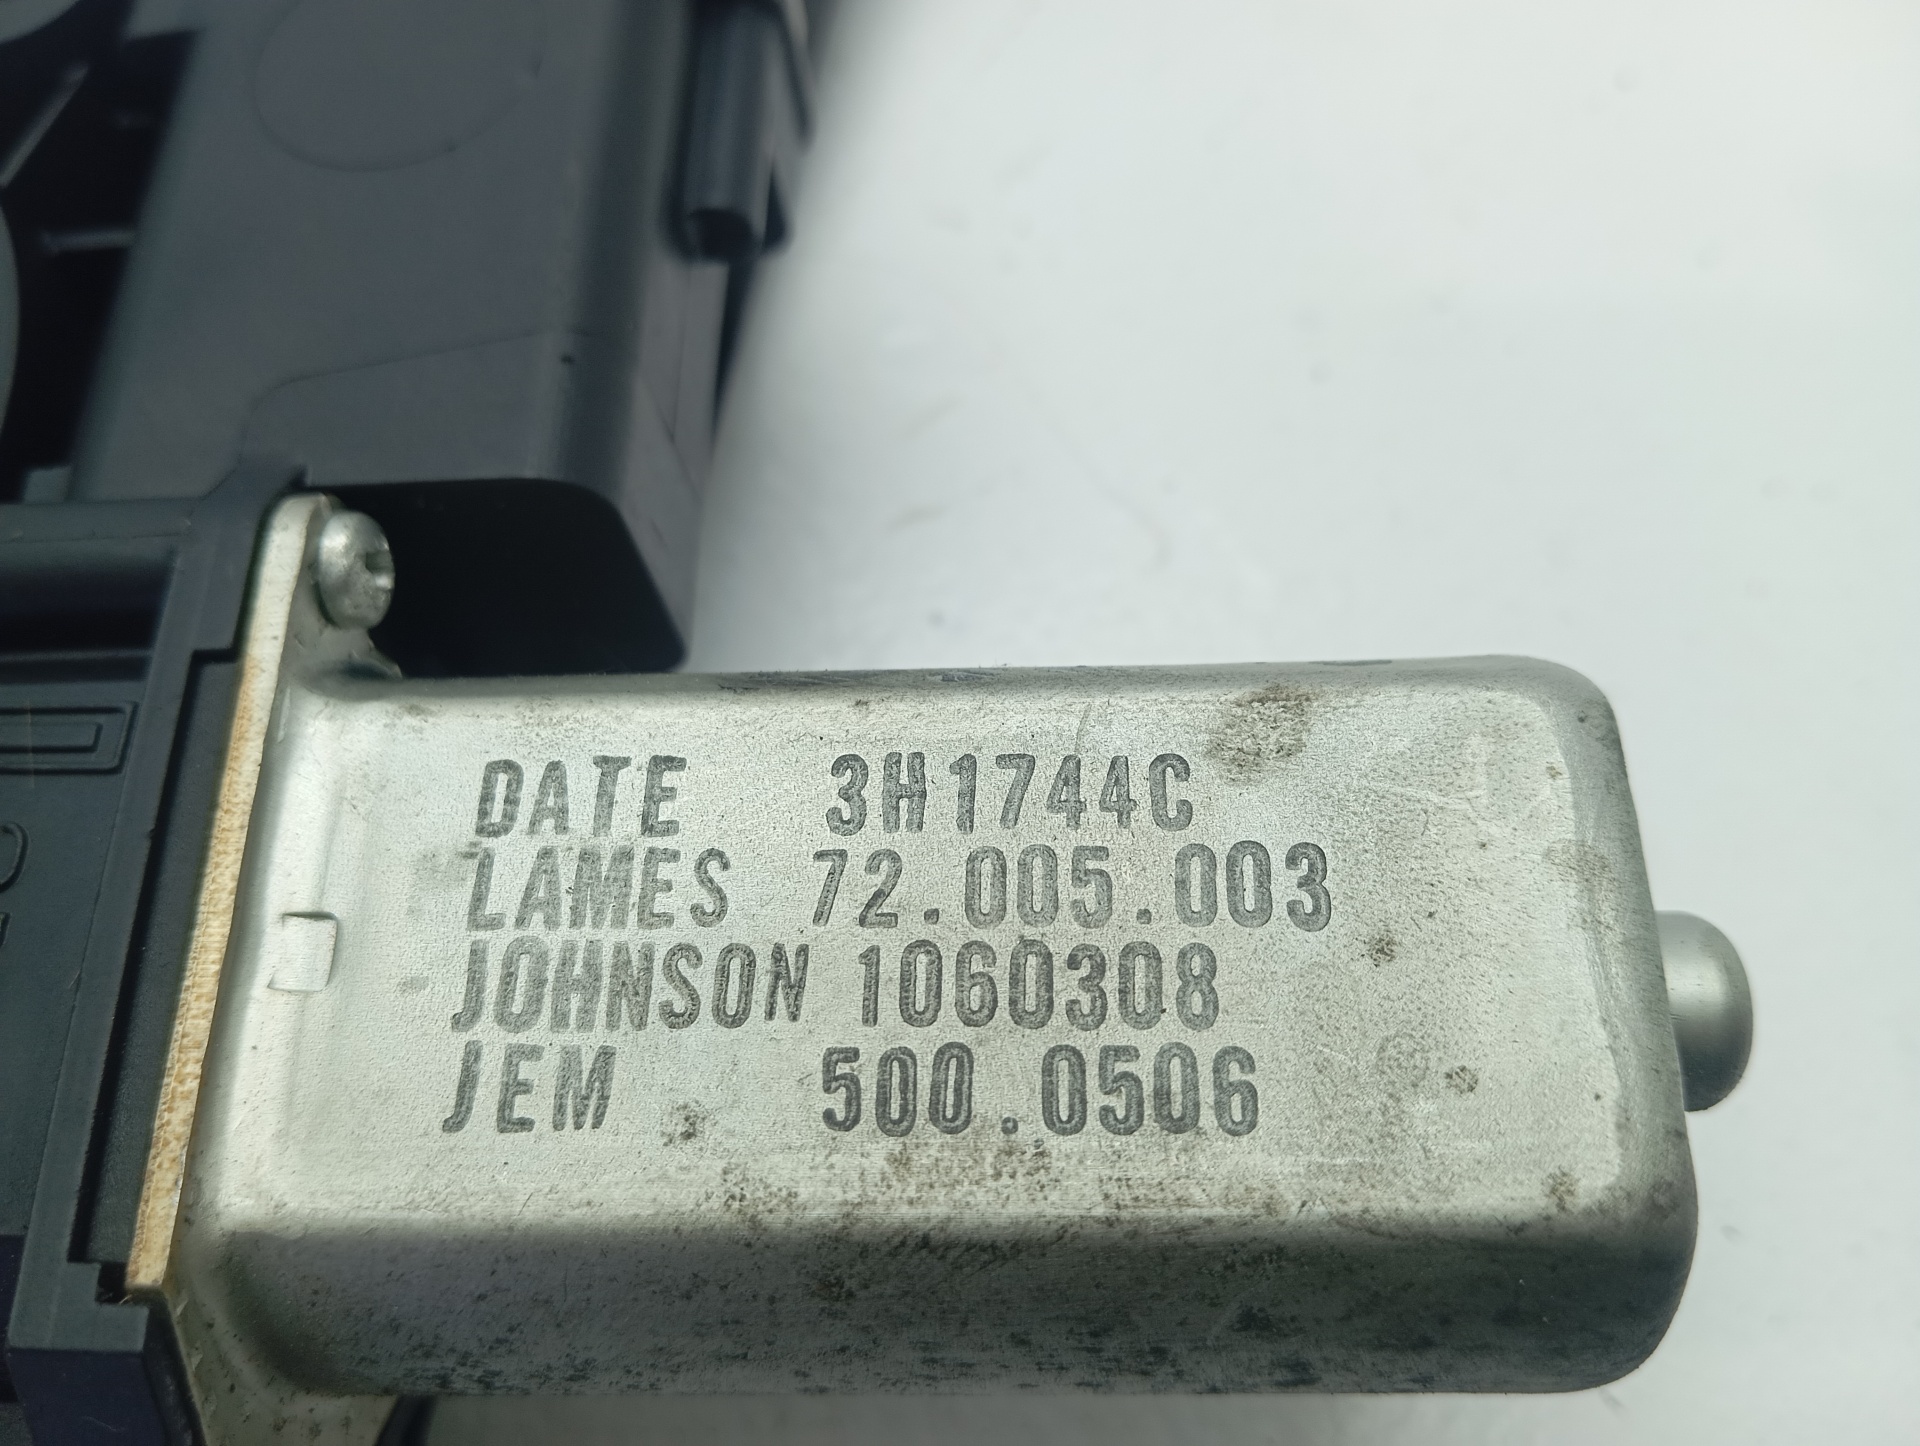 DATE 3H1744C
LAMES 72.005.003
JOHNSON 1060308
JEM 500.0506